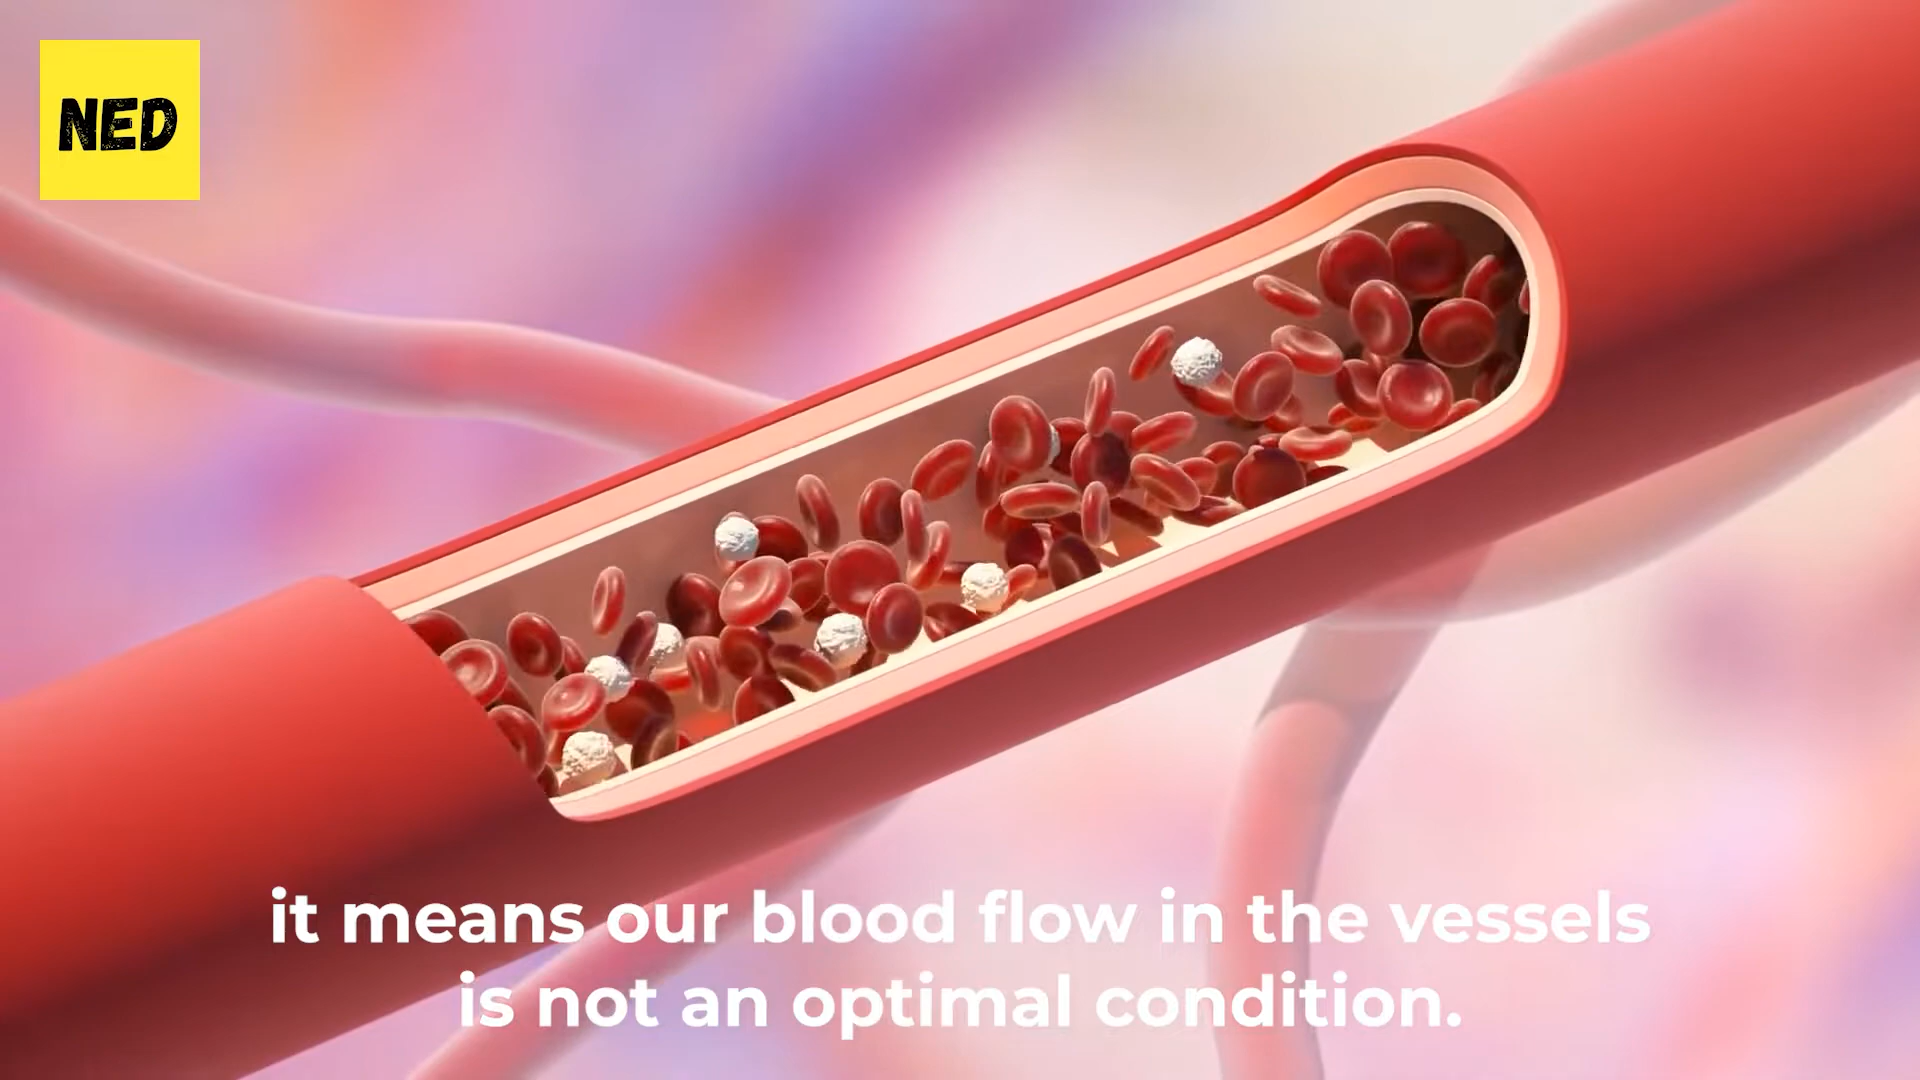 NED
it means our blood flow in the vessels
is not an optimal condition.